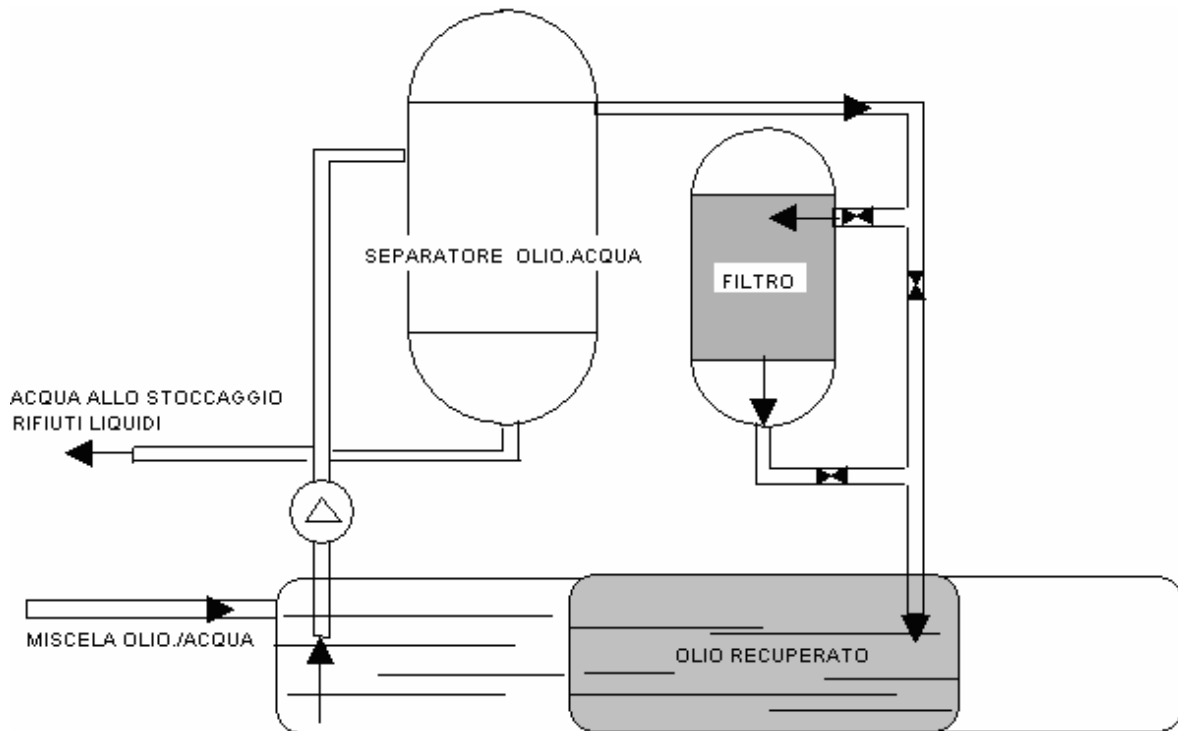 SEPARATORE OLIO.ACQUA
FILTRO
ACQUA ALLO STOCCAGGIO
RIFIUTI LIQUIDI
MISCELA OLIO./ACQUA
OLIO RECUPERATO